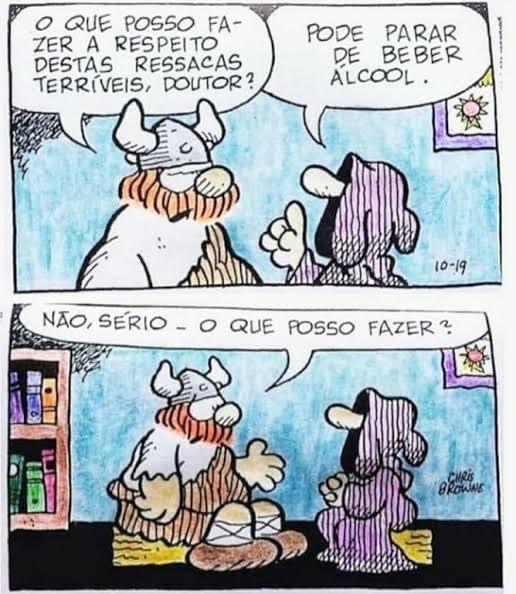 O QUE POSSO FA-
ZER A RESPEITO
DESTAS RESSACAS
TERRÍVEIS, DOUTOR?
PODE PARAR
DE BEBER
ÁLCOOL.
10-19
NÃO, SÉRIO - O QUE POSSO FAZER?
CHRIS
BROWNE